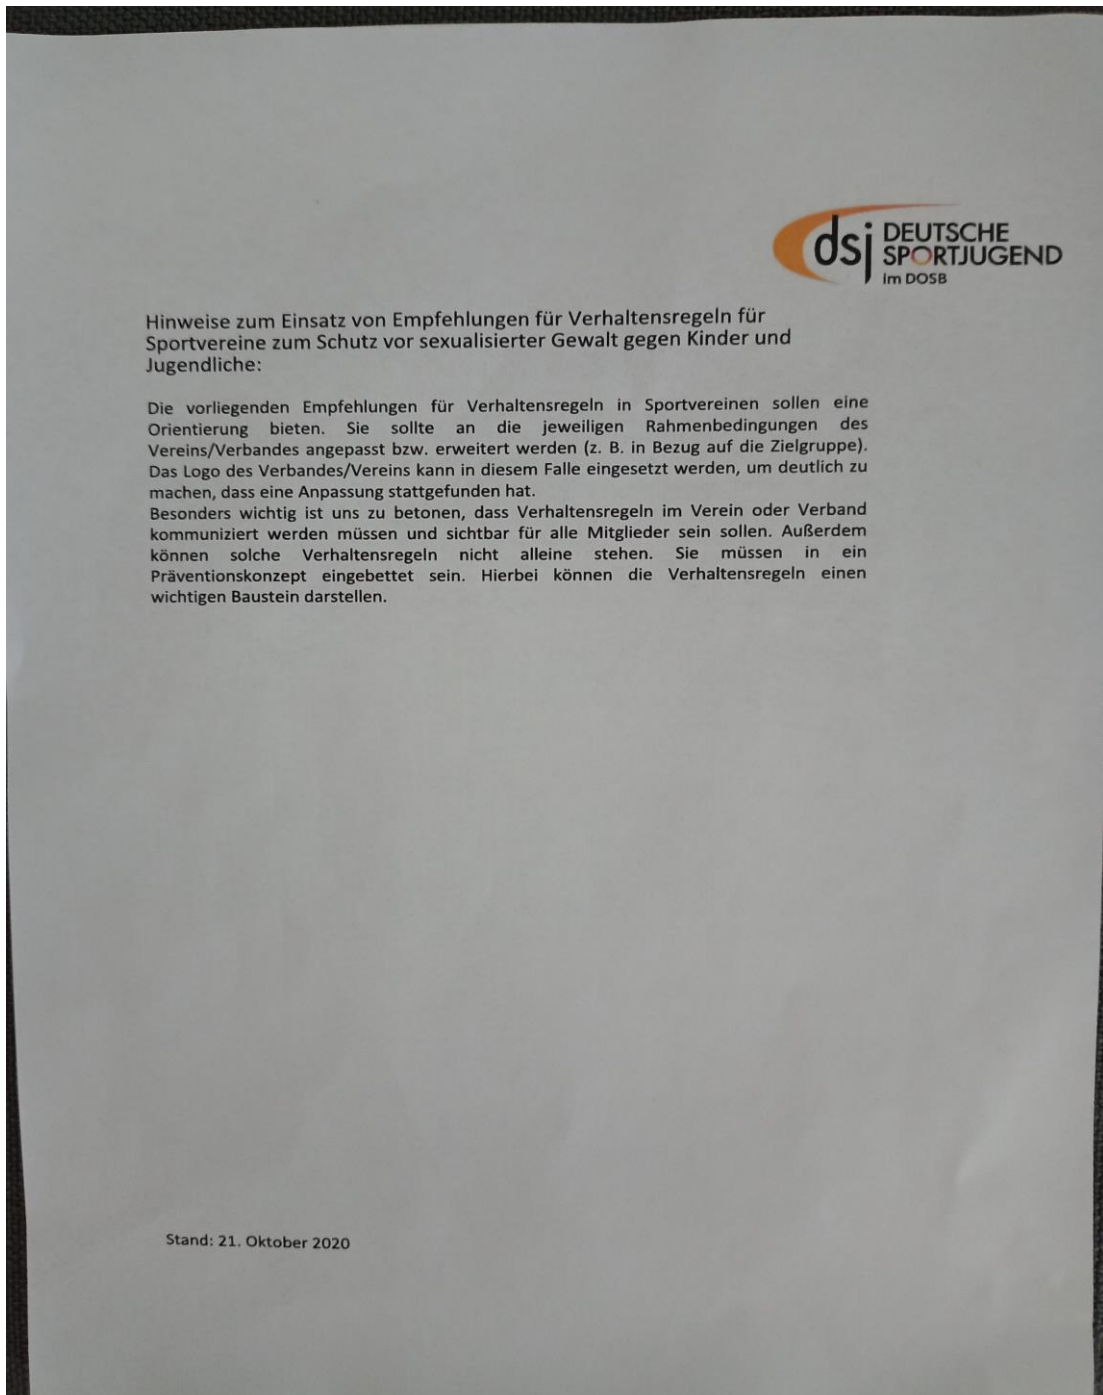 dsj DEUTSCHE
SPORTJUGEND
im DOSB
Hinweise zum Einsatz von Empfehlungen für Verhaltensregeln für
Sportvereine zum Schutz vor sexualisierter Gewalt gegen Kinder und
Jugendliche:
Die vorliegenden Empfehlungen für Verhaltensregeln in Sportvereinen sollen eine
Orientierung bieten. Sie sollte an die jeweiligen Rahmenbedingungen des
Vereins/Verbandes angepasst bzw. erweitert werden (z. B. in Bezug auf die Zielgruppe).
Das Logo des Verbandes/Vereins kann in diesem Falle eingesetzt werden, um deutlich zu
machen, dass eine Anpassung stattgefunden hat.
Besonders wichtig ist uns zu betonen, dass Verhaltensregeln im Verein oder Verband
kommuniziert werden müssen und sichtbar für alle Mitglieder sein sollen. Außerdem
können solche Verhaltensregeln nicht alleine stehen. Sie müssen in ein
Präventionskonzept eingebettet sein. Hierbei können die Verhaltensregeln einen
wichtigen Baustein darstellen.
Stand: 21. Oktober 2020